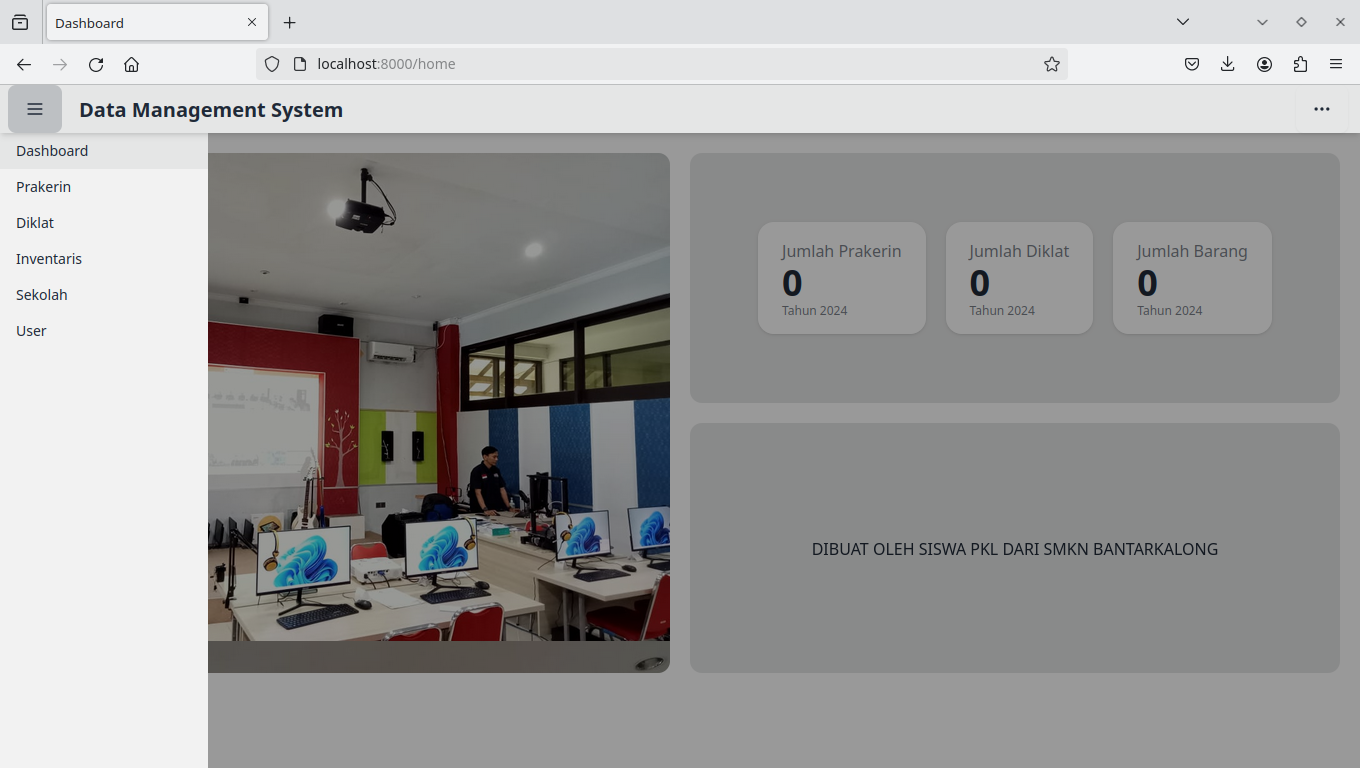 Dashboard
localhost:8000/home
Data Management System
Dashboard
Prakerin
Diklat
Inventaris
Sekolah
User
Jumlah Prakerin
0
Tahun 2024
Jumlah Diklat
0
Tahun 2024
Jumlah Barang
0
Tahun 2024
DIBUAT OLEH SISWA PKL DARI SMKN BANTARKALONG